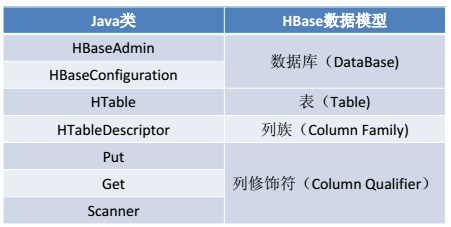 Java类 HBase数据模型
HBaseAdmin
数据库（DataBase)
HBaseConfiguration
HTable 表（Table)
HTableDescriptor 列族（Column Family)
Put
Get 列修饰符（Column Qualifier）
Scanner